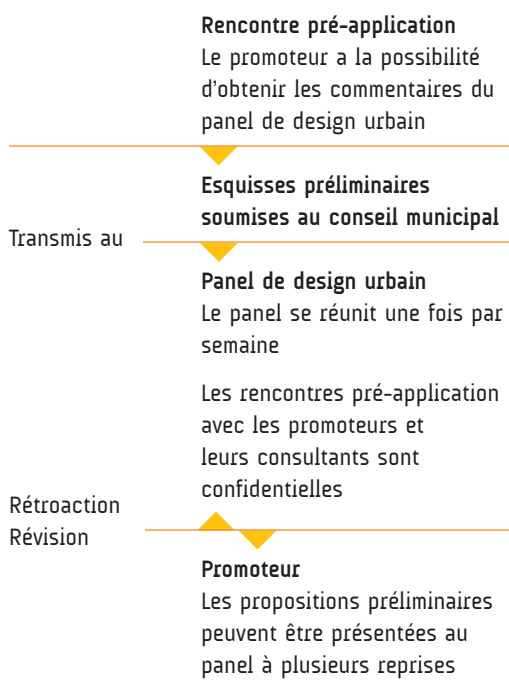 Rencontre pré-application
Le promoteur a la possibilité
d'obtenir les commentaires du
panel de design urbain
Esquisses préliminaires
soumises au conseil municipal
Transmis au
Panel de design urbain
Le panel se réunit une fois par
semaine
Les rencontres pré-application
avec les promoteurs et
leurs consultants sont
confidentielles
Rétroaction
Révision
Promoteur
Les propositions préliminaires
peuvent être présentées au
panel à plusieurs reprises